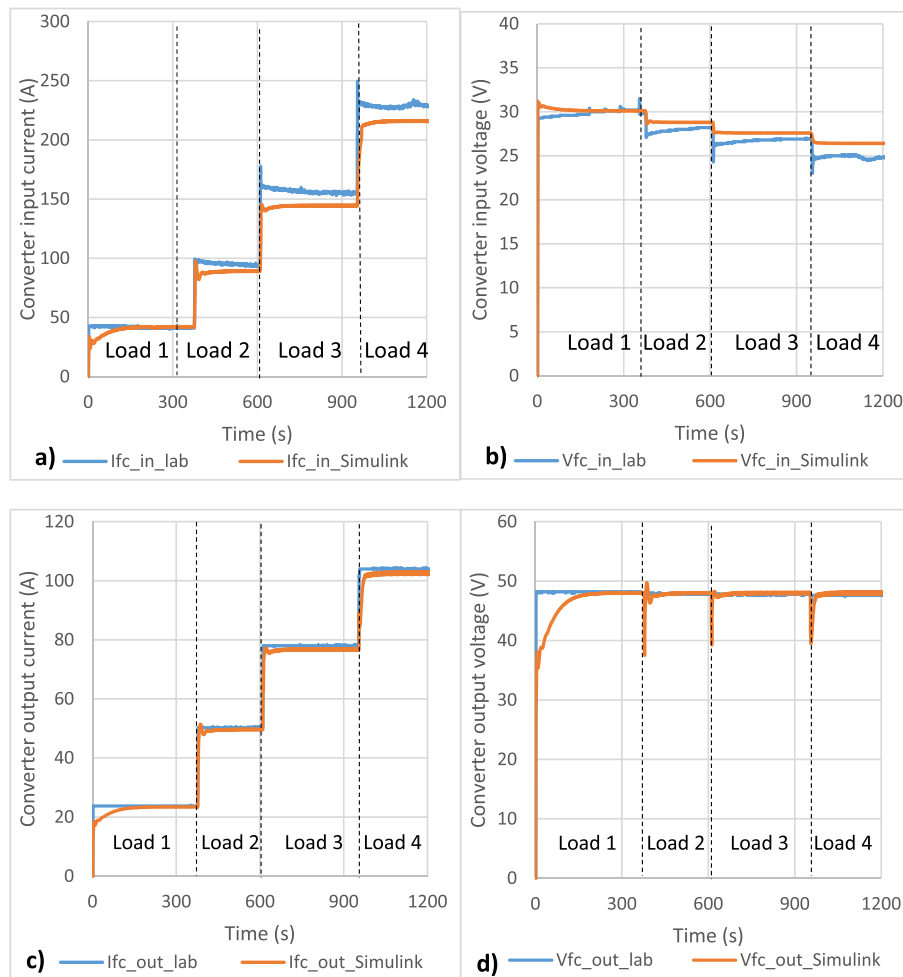 300
250
200
150
100
50
0
Converter input current (A)
Load 1
Load 2
Load 3
Load 4
0
300
600
900
1200
Time (s)
a)
Ifc_in_lab
Ifc_in_Simulink
40
35
30
25
20
15
10
5
0
Converter input voltage (V)
Load 1
Load 2
Load 3
Load 4
0
300
600
900
1200
Time (s)
b)
Vfc_in_lab
Vfc_in_Simulink
120
100
80
60
40
20
0
Converter output current (A)
Load 1
Load 2
Load 3
Load 4
0
300
600
900
1200
Time (s)
c)
Ifc_out_lab
Ifc_out_Simulink
60
50
40
30
20
10
0
Converter output voltage (V)
Load 1
Load 2
Load 3
Load 4
0
300
600
900
1200
Time (s)
d)
Vfc_out_lab
Vfc_out_Simulink